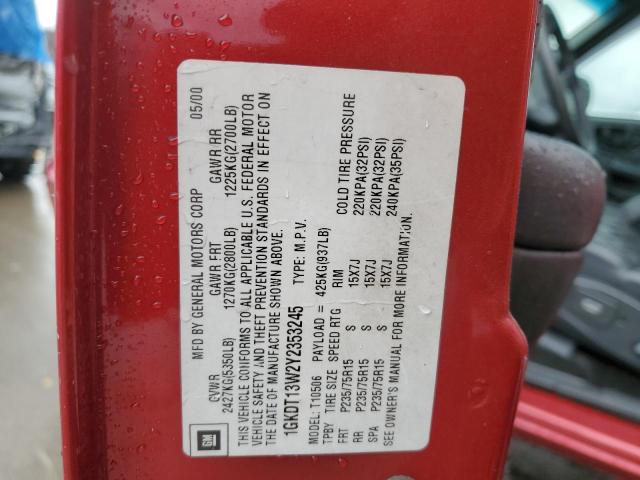 MFD BY GENERAL MOTORS CORP 05/00
GVWR GAWR FRT GAWR RR
2427KG(5350LB) 1270KG(2800LB) 1225KG(2700LB)
THIS VEHICLE CONFORMS TO ALL APPLICABLE U.S. FEDERAL MOTOR
VEHICLE SAFETY AND THEFT PREVENTION STANDARDS IN EFFECT ON
THE DATE OF MANUFACTURE SHOWN ABOVE.
1GKDT13W2Y2353245 TYPE: M.P.V.
MODEL: T10506 PAYLOAD = 425KG(937LB)
TPBY TIRE SIZE SPEED RTG RIM COLD TIRE PRESSURE
FRT P235/75R15 S 15X7J 220KPA(32PSI)
RR P235/75R15 S 15X7J 220KPA(32PSI)
SPA P235/75R15 S 15X7J 240KPA(35PSI)
SEE OWNER'S MANUAL FOR MORE INFORMATION.
GM